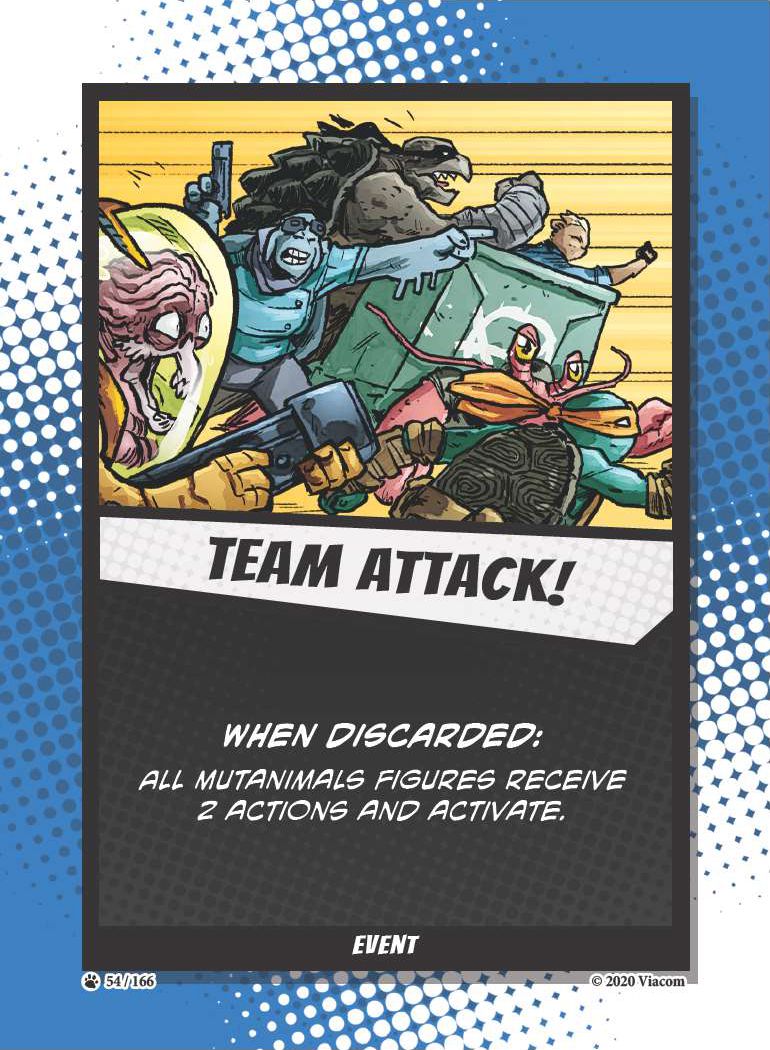 TEAM ATTACK!
WHEN DISCARDED:
ALL MUTANIMALS FIGURES RECEIVE
2 ACTIONS AND ACTIVATE.
EVENT
54/166
© 2020 Viacom